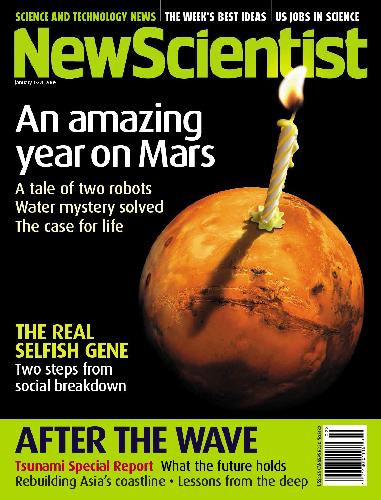 SCIENCE AND TECHNOLOGY NEWS | THE WEEK'S BEST IDEAS | US JOBS IN SCIENCE
NewScientist
An amazing
year on Mars
A tale of two robots
Water mystery solved
The case for life
THE REAL
SELFISH GENE
Two steps from
social breakdown
AFTER THE WAVE
Tsunami Special Report What the future holds
Rebuilding Asia's coastline • Lessons from the deep